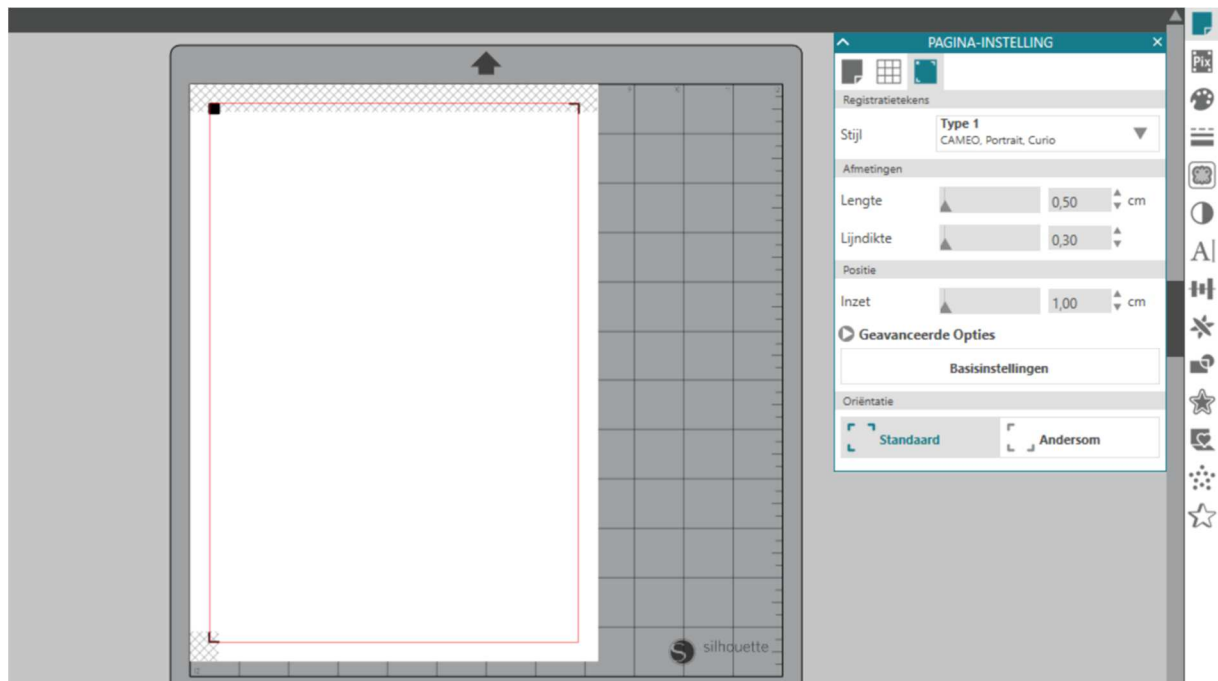 PAGINA-INSTELLING
Pix
Registratietekens
Stijl
Type 1
CAMEO, Portrait, Curio
Afmetingen
Lengte 0,50 cm
Lijndikte 0,30
Positie
Inzet 1,00 cm
Geavanceerde Opties
Basisinstellingen
Oriëntatie
Standaard Andersom
A
silhouette